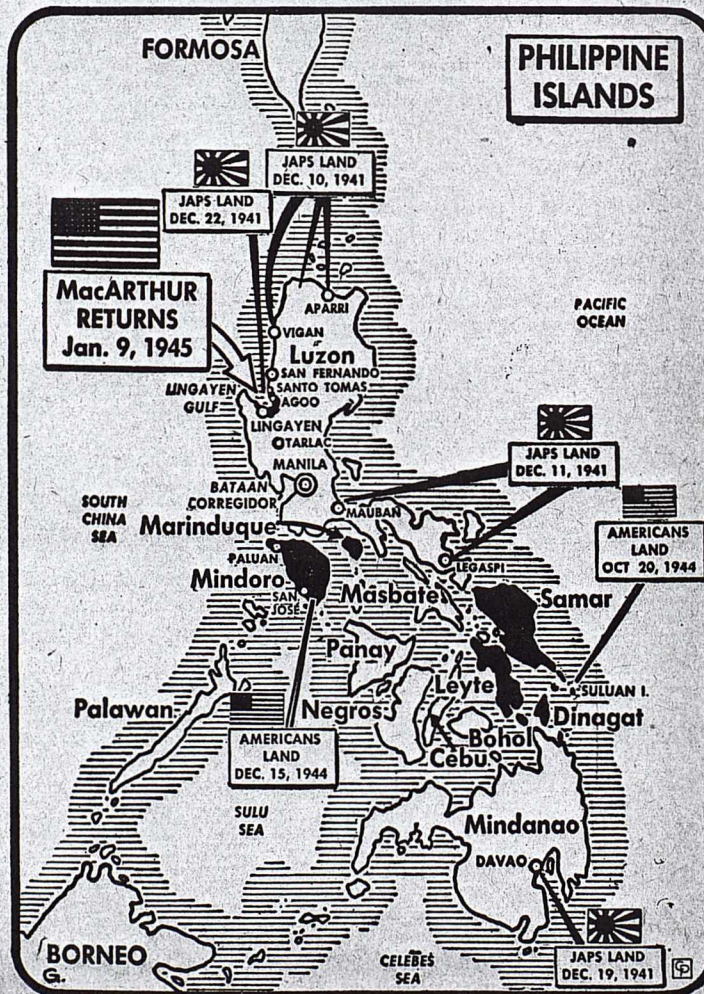 FORMOSA
PHILIPPINE
ISLANDS
JAPS LAND
DEC. 10, 1941
JAPS LAND
DEC. 22, 1941
MacARTHUR
RETURNS
Jan. 9, 1945
APARRI
PACIFIC
OCEAN
VIGAN
Luzon
SAN FERNANDO
SANTO TOMAS
AGOO
LINGAYEN
GULF
LINGAYEN
TARLAC
JAPS LAND
DEC. 11, 1941
MANILA
BATAAN
CORREGIDOR
SOUTH
CHINA
SEA
MAUBAN
AMERICANS
LAND
OCT 20, 1944
Marinduque
PALUAN
LEGASPI
Mindoro
SAN
JOSE
Masbate
Samar
Panay
Leyte
SULUAN I.
Palawan
Negros
Dinagat
Bohol
Cebu
AMERICANS
LAND
DEC. 15, 1944
SULU
SEA
Mindanao
DAVAO
BORNEO
G.
CELEBES
SEA
JAPS LAND
DEC. 19, 1941
CP